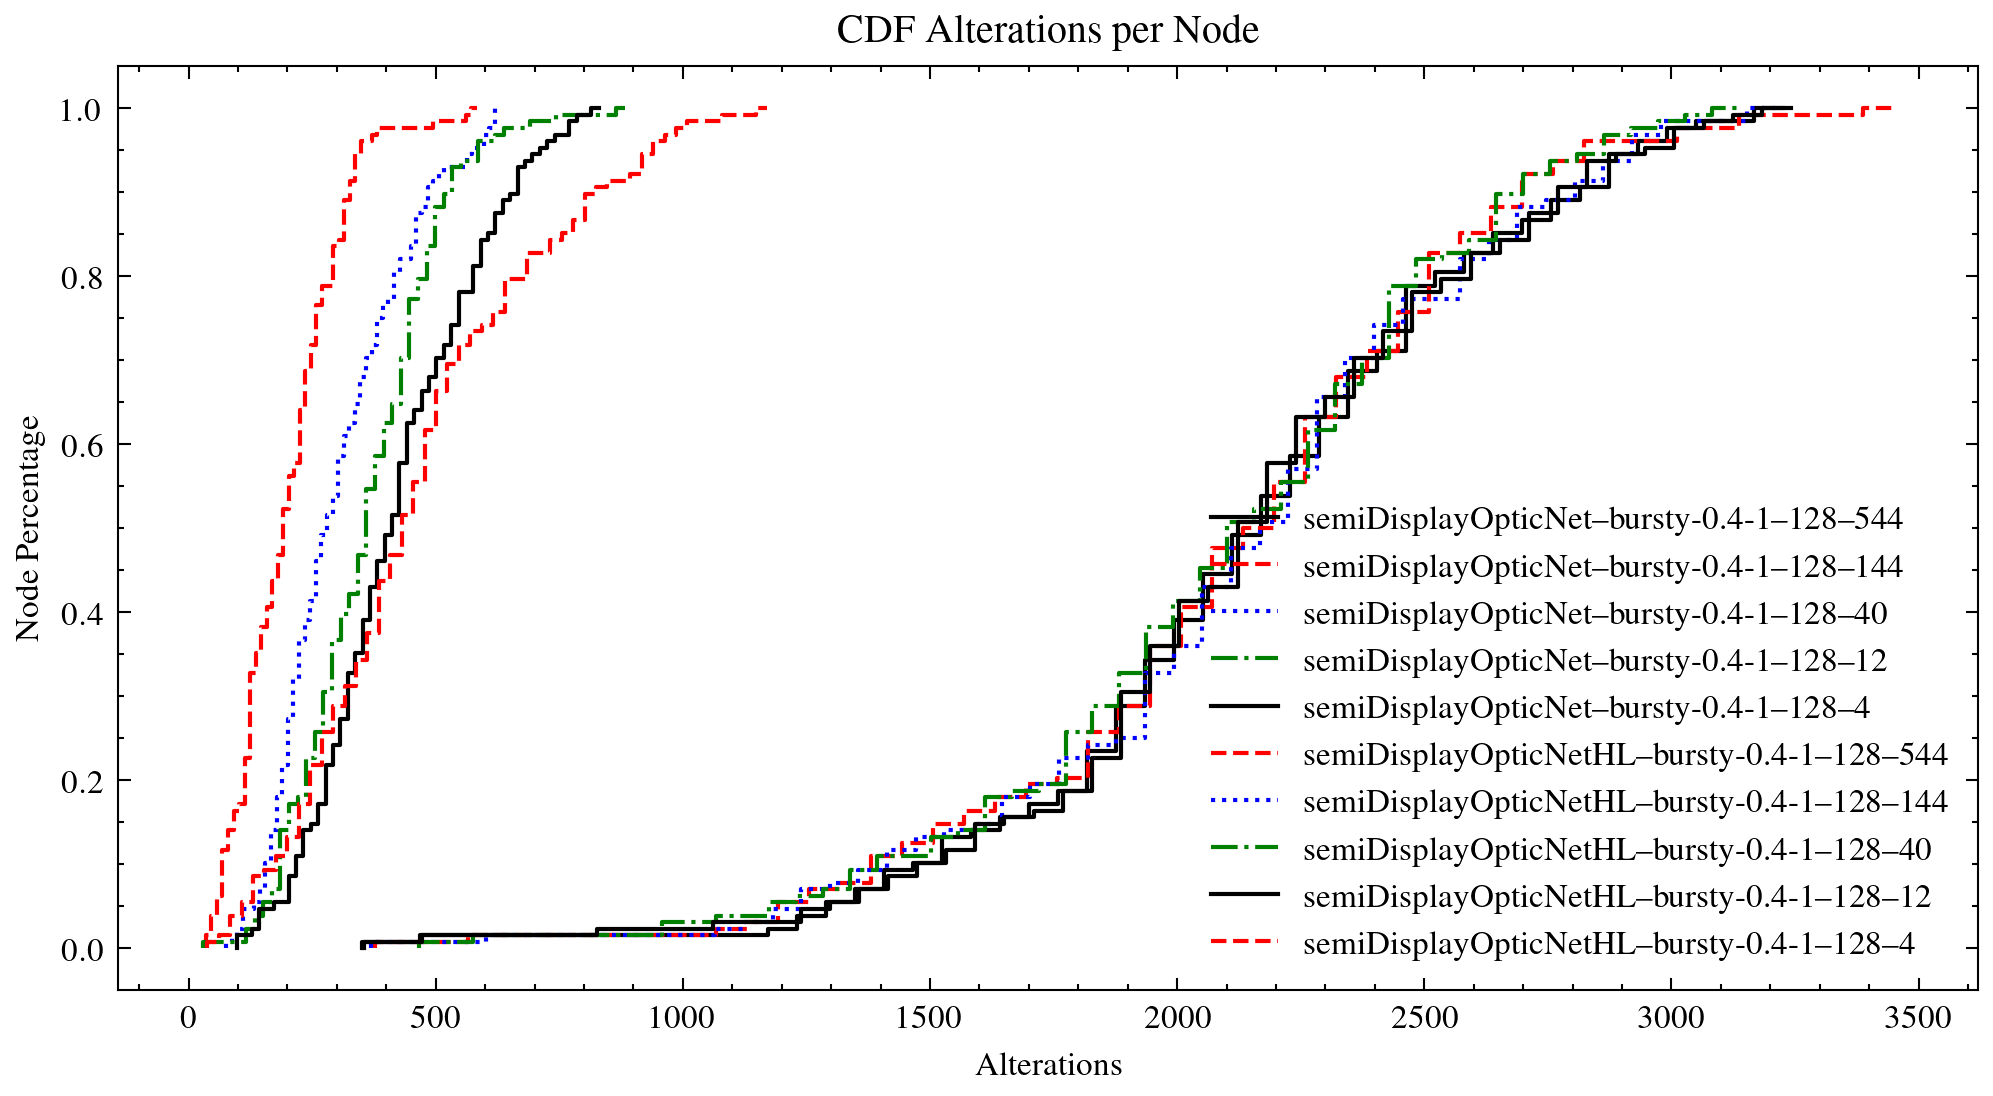 CDF Alterations per Node
1.0
0.8
0.6
0.4
0.2
0.0
Node Percentage
semiDisplayOpticNet–bursty-0.4-1–128–544
semiDisplayOpticNet–bursty-0.4-1–128–144
semiDisplayOpticNet–bursty-0.4-1–128–40
semiDisplayOpticNet–bursty-0.4-1–128–12
semiDisplayOpticNet–bursty-0.4-1–128–4
semiDisplayOpticNetHL–bursty-0.4-1–128–544
semiDisplayOpticNetHL–bursty-0.4-1–128–144
semiDisplayOpticNetHL–bursty-0.4-1–128–40
semiDisplayOpticNetHL–bursty-0.4-1–128–12
semiDisplayOpticNetHL–bursty-0.4-1–128–4
0 500 1000 1500 2000 2500 3000 3500
Alterations